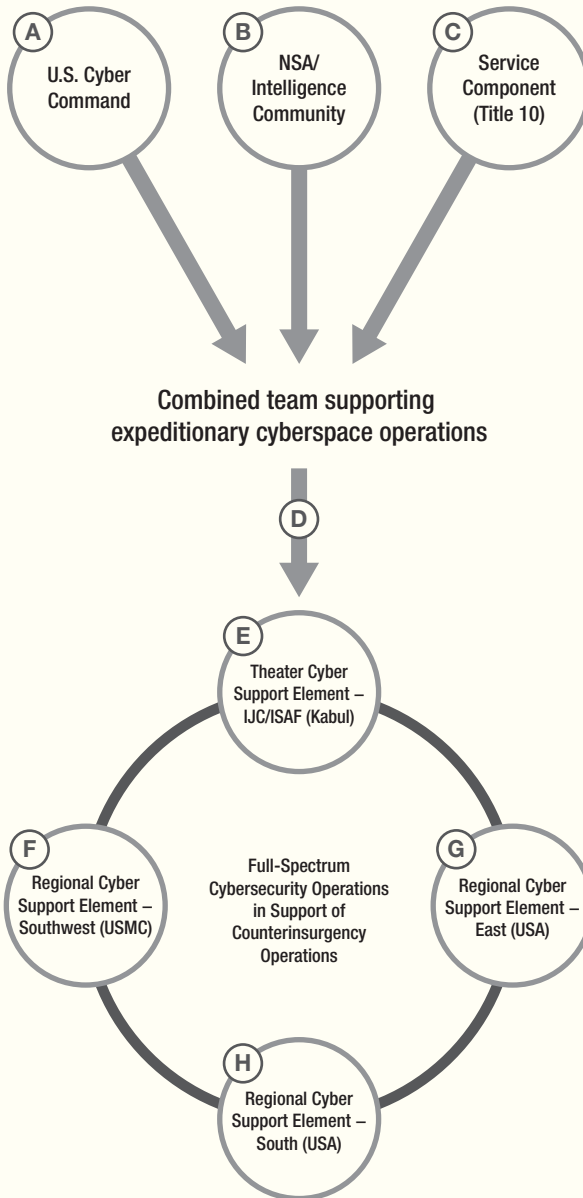 A
U.S. Cyber
Command
B
NSA/
Intelligence
Community
C
Service
Component
(Title 10)
Combined team supporting
expeditionary cyberspace operations
D
E
Theater Cyber
Support Element –
IJC/ISAF (Kabul)
F
Regional Cyber
Support Element –
Southwest (USMC)
Full-Spectrum
Cybersecurity Operations
in Support of
Counterinsurgency
Operations
G
Regional Cyber
Support Element –
East (USA)
H
Regional Cyber
Support Element –
South (USA)